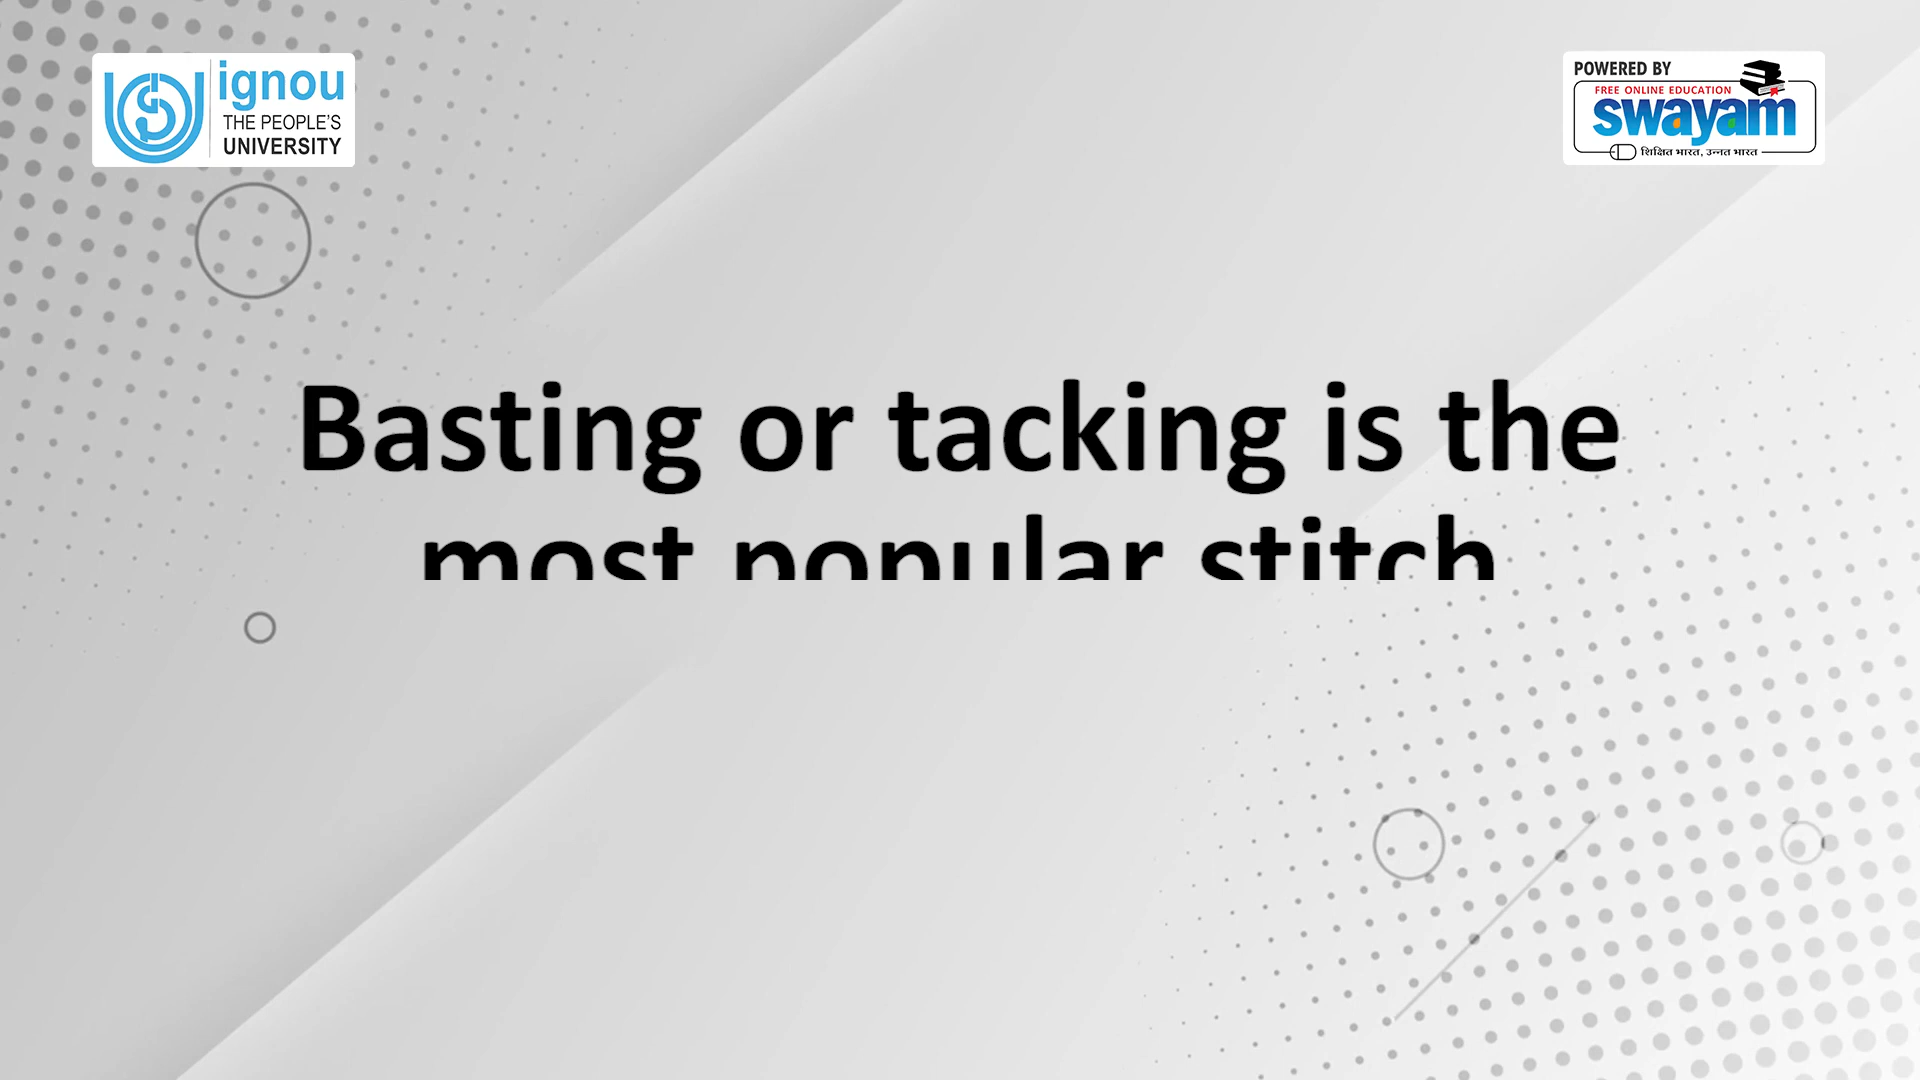 ignou
THE PEOPLE'S
UNIVERSITY
POWERED BY
FREE ONLINE EDUCATION
swayam
शिक्षित भारत, उन्नत भारत
Basting or tacking is the
most popular stitch